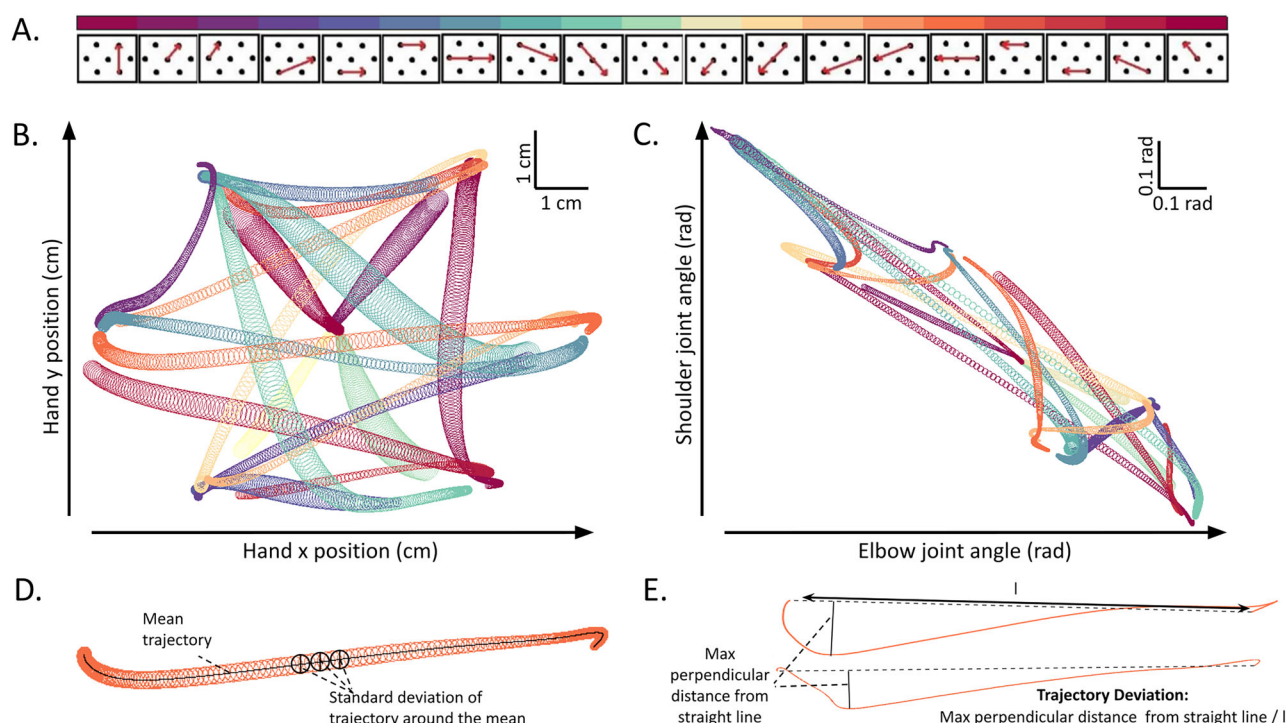 A.
B.
1 cm
1 cm
Hand y position (cm)
Hand x position (cm)
C.
0.1 rad
0.1 rad
Shoulder joint angle (rad)
Elbow joint angle (rad)
D.
Mean
trajectory
Standard deviation of
trajectory around the mean
E.
l
Max
perpendicular
distance from
straight line
Trajectory Deviation:
Max perpendicular distance from straight line / l